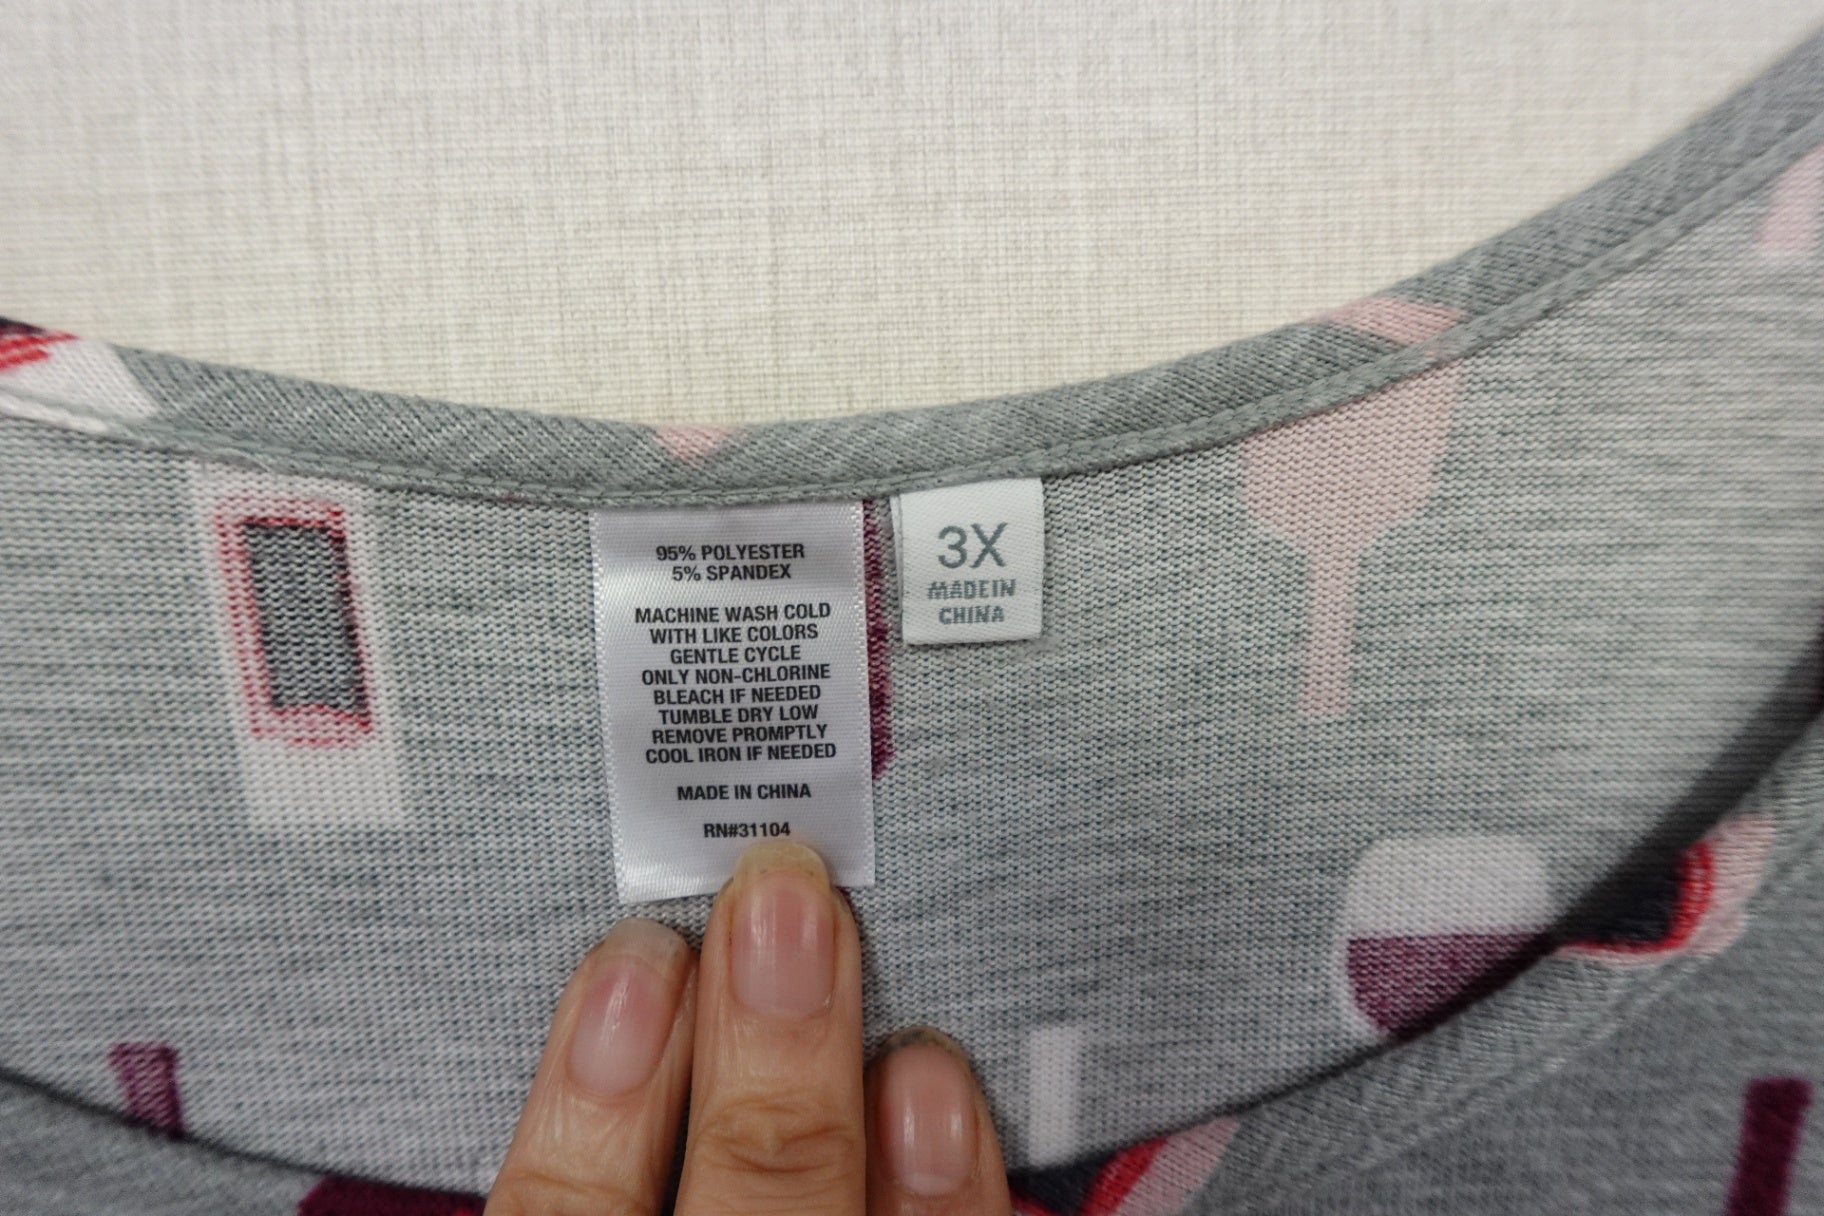 95% POLYESTER
5% SPANDEX
MACHINE WASH COLD
WITH LIKE COLORS
GENTLE CYCLE
ONLY NON-CHLORINE
BLEACH IF NEEDED
TUMBLE DRY LOW
REMOVE PROMPTLY
COOL IRON IF NEEDED
MADE IN CHINA
RN#31104
3X
MADE IN
CHINA